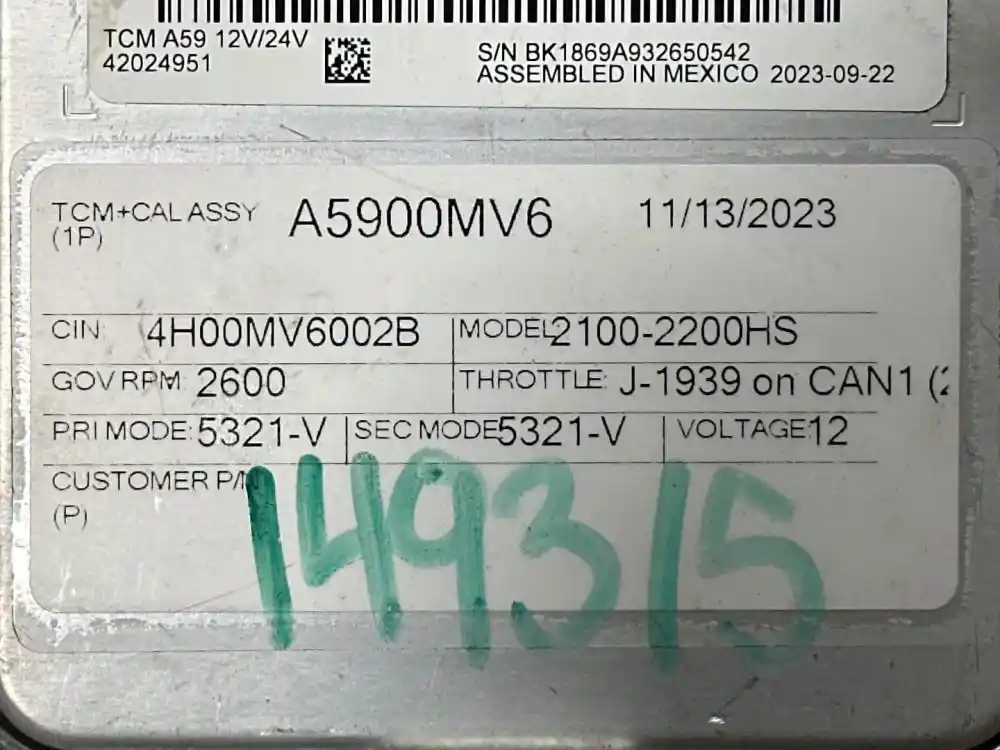 TCM A59 12V/24V
42024951
S/N BK1869A932650542
ASSEMBLED IN MEXICO 2023-09-22
TCM+CAL ASSY A5900MV6 11/13/2023
(1P)
CIN: 4H00MV6002B MODEL 2100-2200HS
GOV RPM: 2600 THROTTLE: J-1939 on CAN1 (
PRI MODE: 5321-V SEC MODE 5321-V VOLTAGE: 12
CUSTOMER P/N
(P)
149315